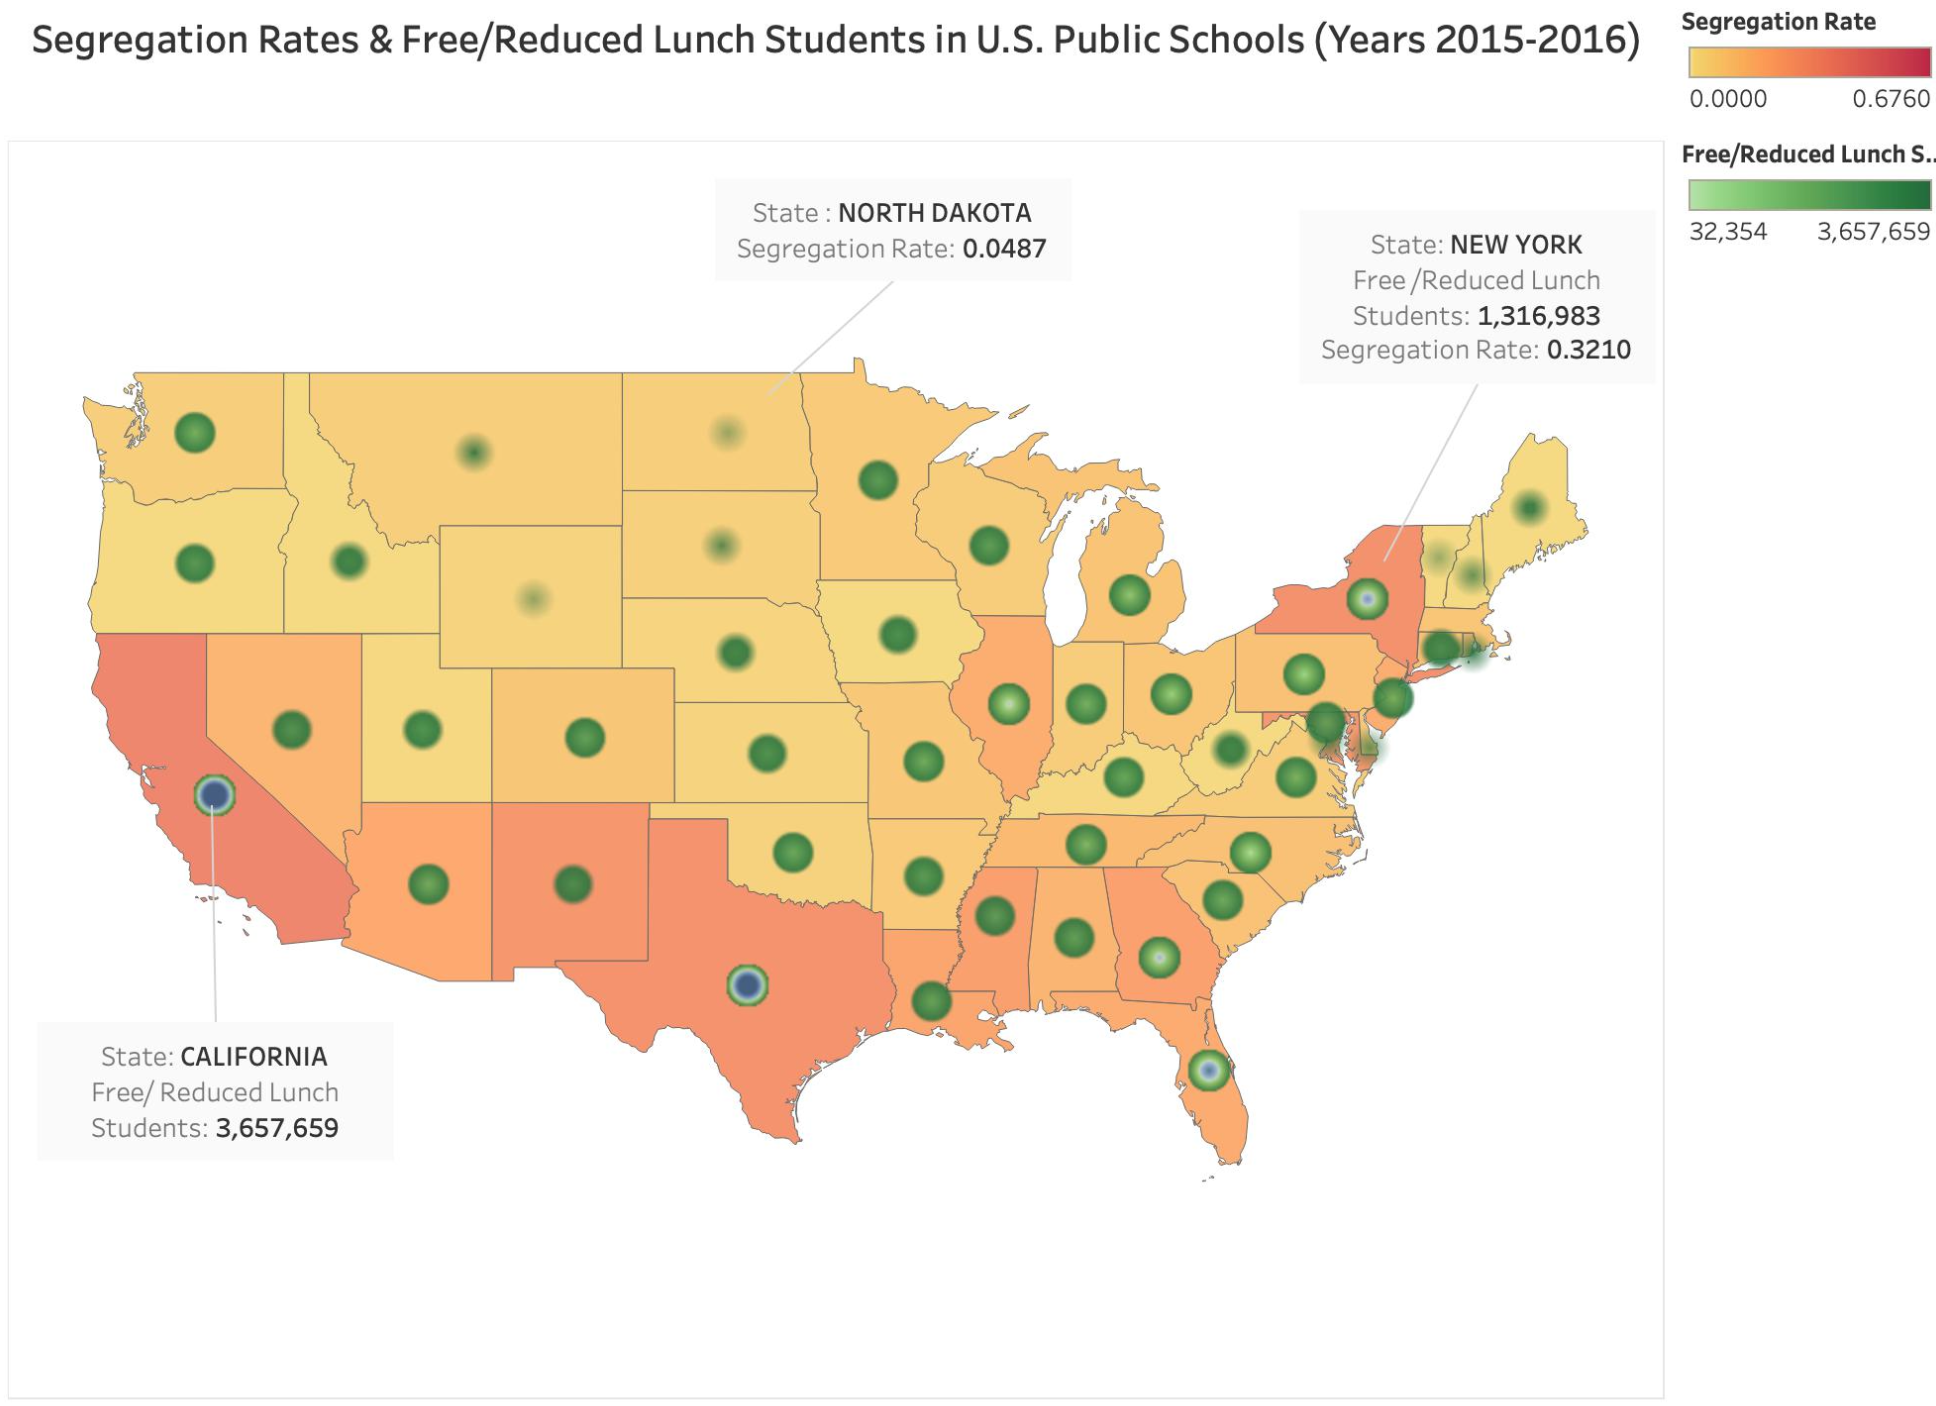 Segregation Rates & Free/Reduced Lunch Students in U.S. Public Schools (Years 2015-2016)
Segregation Rate
0.0000 0.6760
Free/Reduced Lunch S..
32,354 3,657,659
State : NORTH DAKOTA
Segregation Rate: 0.0487
State: NEW YORK
Free /Reduced Lunch
Students: 1,316,983
Segregation Rate: 0.3210
State: CALIFORNIA
Free/ Reduced Lunch
Students: 3,657,659